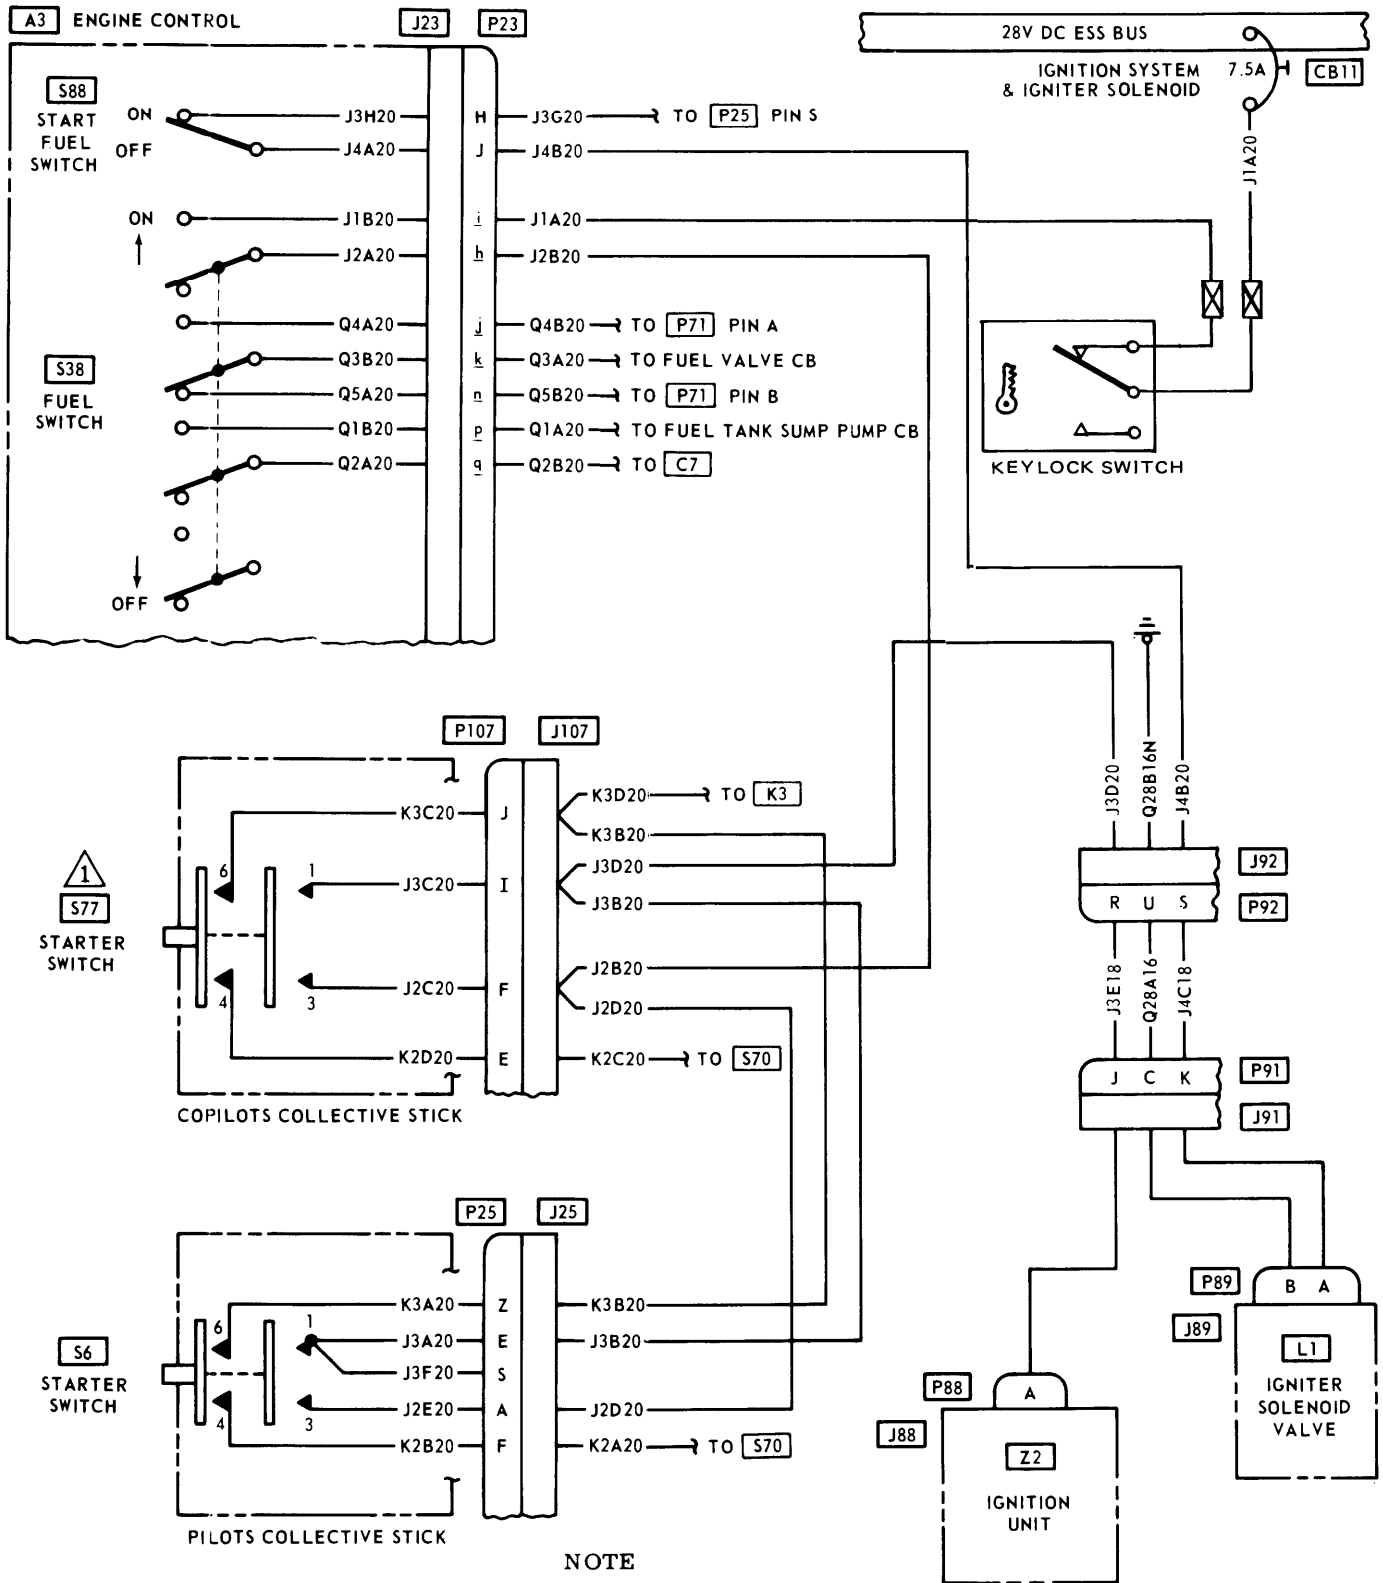 A3 ENGINE CONTROL
J23
P23
28V DC ESS BUS
IGNITION SYSTEM
& IGNITER SOLENOID
7.5A
CB11
J1A20
S88
START
FUEL
SWITCH
ON
OFF
J3H20 H J3G20 TO P25 PIN S
J4A20 J J4B20
ON
J1B20 i J1A20
J2A20 h J2B20
Q4A20 j Q4B20 TO P71 PIN A
S38
FUEL
SWITCH
Q3B20 k Q3A20 TO FUEL VALVE CB
Q5A20 n Q5B20 TO P71 PIN B
Q1B20 p Q1A20 TO FUEL TANK SUMP PUMP CB
Q2A20 q Q2B20 TO C7
OFF
KEYLOCK SWITCH
P107
J107
K3C20 J K3D20 TO K3
K3B20
1
S77
STARTER
SWITCH
6
1
4
3
J3C20 I J3D20
J3B20
J2C20 F J2B20
J2D20
K2D20 E K2C20 TO S70
COPILOTS COLLECTIVE STICK
J3D20
Q28B16N
J4B20
J92
R U S
P92
J3E18
Q28A16
J4C18
J C K
P91
J91
P25
J25
S6
STARTER
SWITCH
6
1
4
3
K3A20 Z K3B20
J3A20 E J3B20
J3F20 S
J2E20 A J2D20
K2B20 F K2A20 TO S70
PILOTS COLLECTIVE STICK
P89
B A
J89
L1
IGNITER
SOLENOID
VALVE
P88
A
J88
Z2
IGNITION
UNIT
NOTE